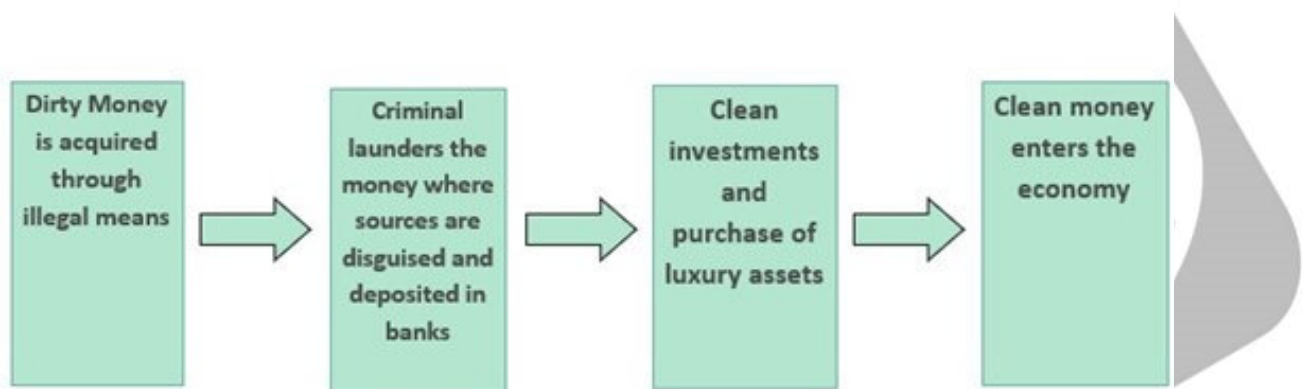 Dirty Money
is acquired
through
illegal means
Criminal
launders the
money where
sources are
disguised and
deposited in
banks
Clean
investments
and
purchase of
luxury assets
Clean money
enters the
economy